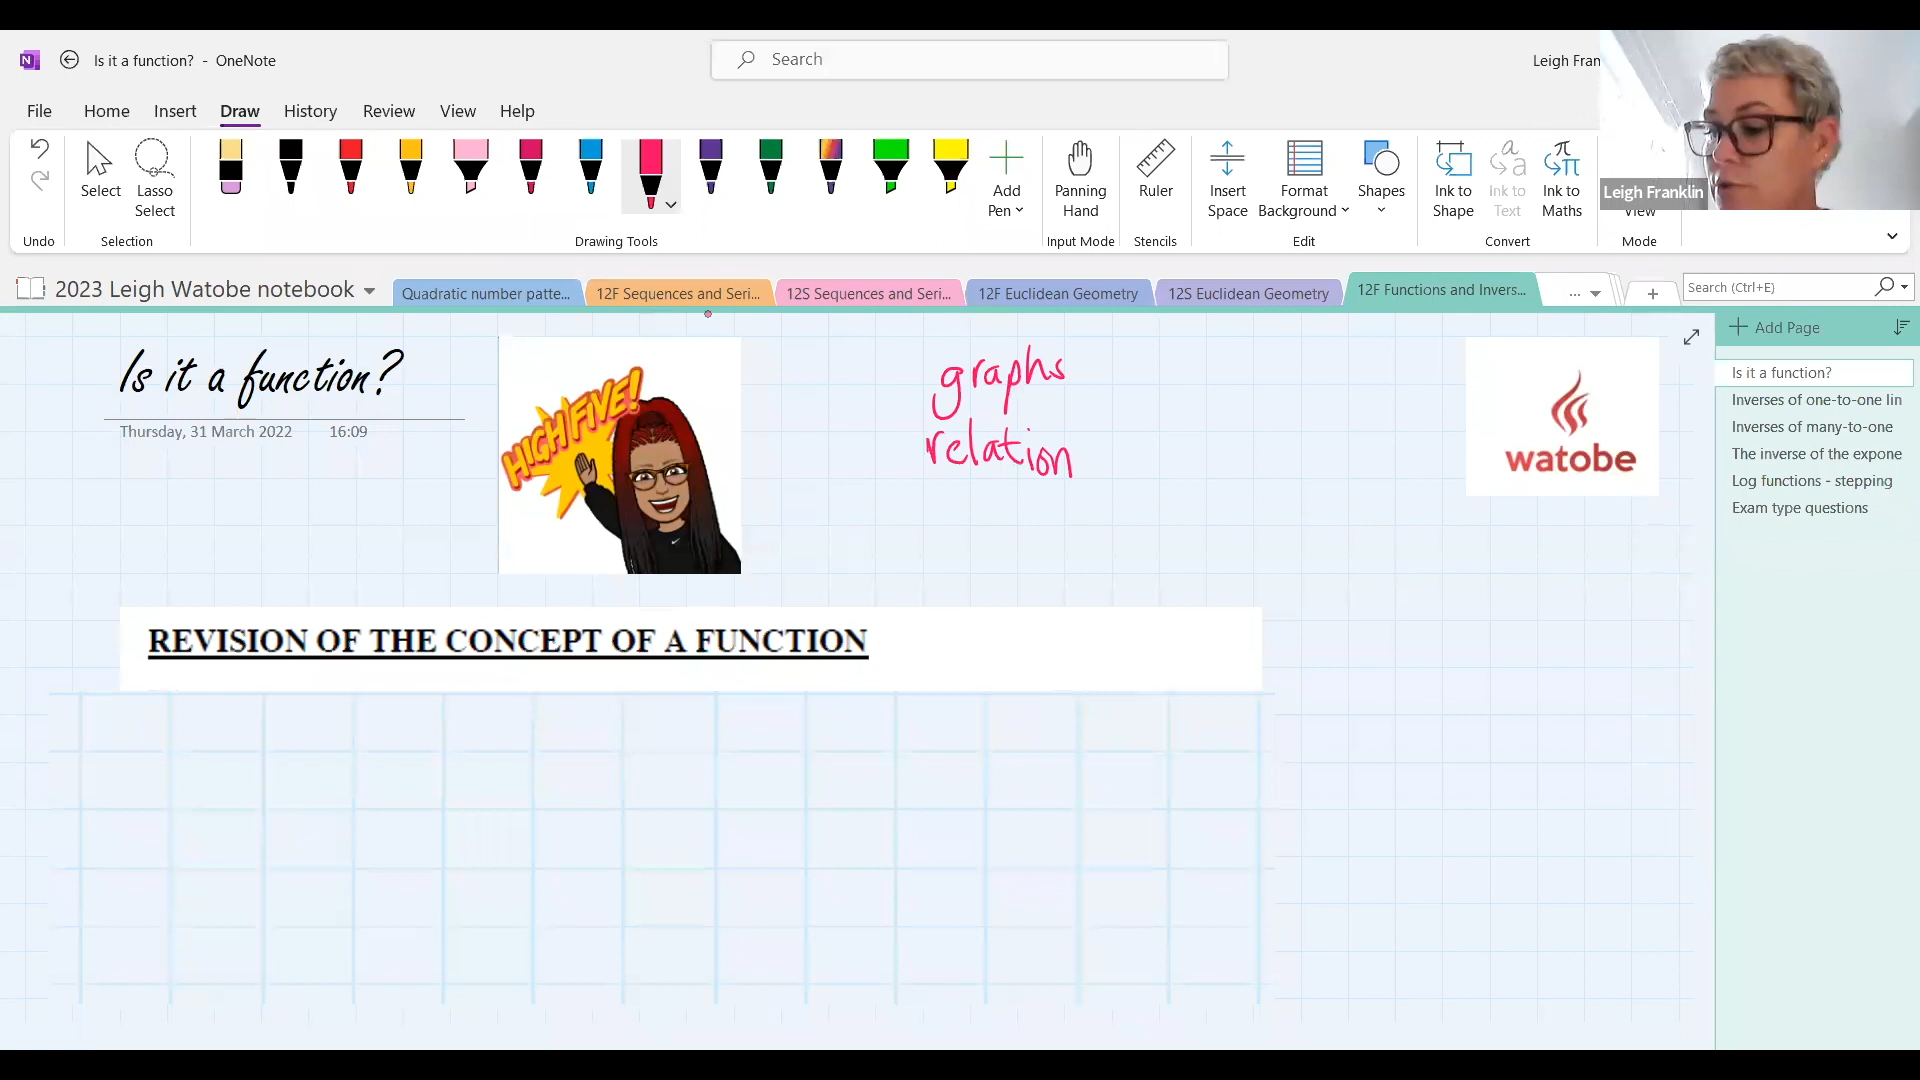 Is it a function? - OneNote
Search
Leigh Fran
File Home Insert Draw History Review View Help
Select
Lasso Select
Add Pen
Panning Hand
Ruler
Insert Space
Format Background
Shapes
Ink to Shape
Ink to Text
Ink to Maths
View
Leigh Franklin
Undo
Selection
Drawing Tools
Input Mode
Stencils
Edit
Convert
Mode
2023 Leigh Watobe notebook
Quadratic number patte...
12F Sequences and Seri...
12S Sequences and Seri...
12F Euclidean Geometry
12S Euclidean Geometry
12F Functions and Invers...
...
Search (Ctrl+E)
Add Page
Is it a function?
Inverses of one-to-one lin
Inverses of many-to-one
The inverse of the expone
Log functions - stepping
Exam type questions
Is it a function?
Thursday, 31 March 2022 16:09
HIGH FIVE!
graphs
relation
watobe
REVISION OF THE CONCEPT OF A FUNCTION